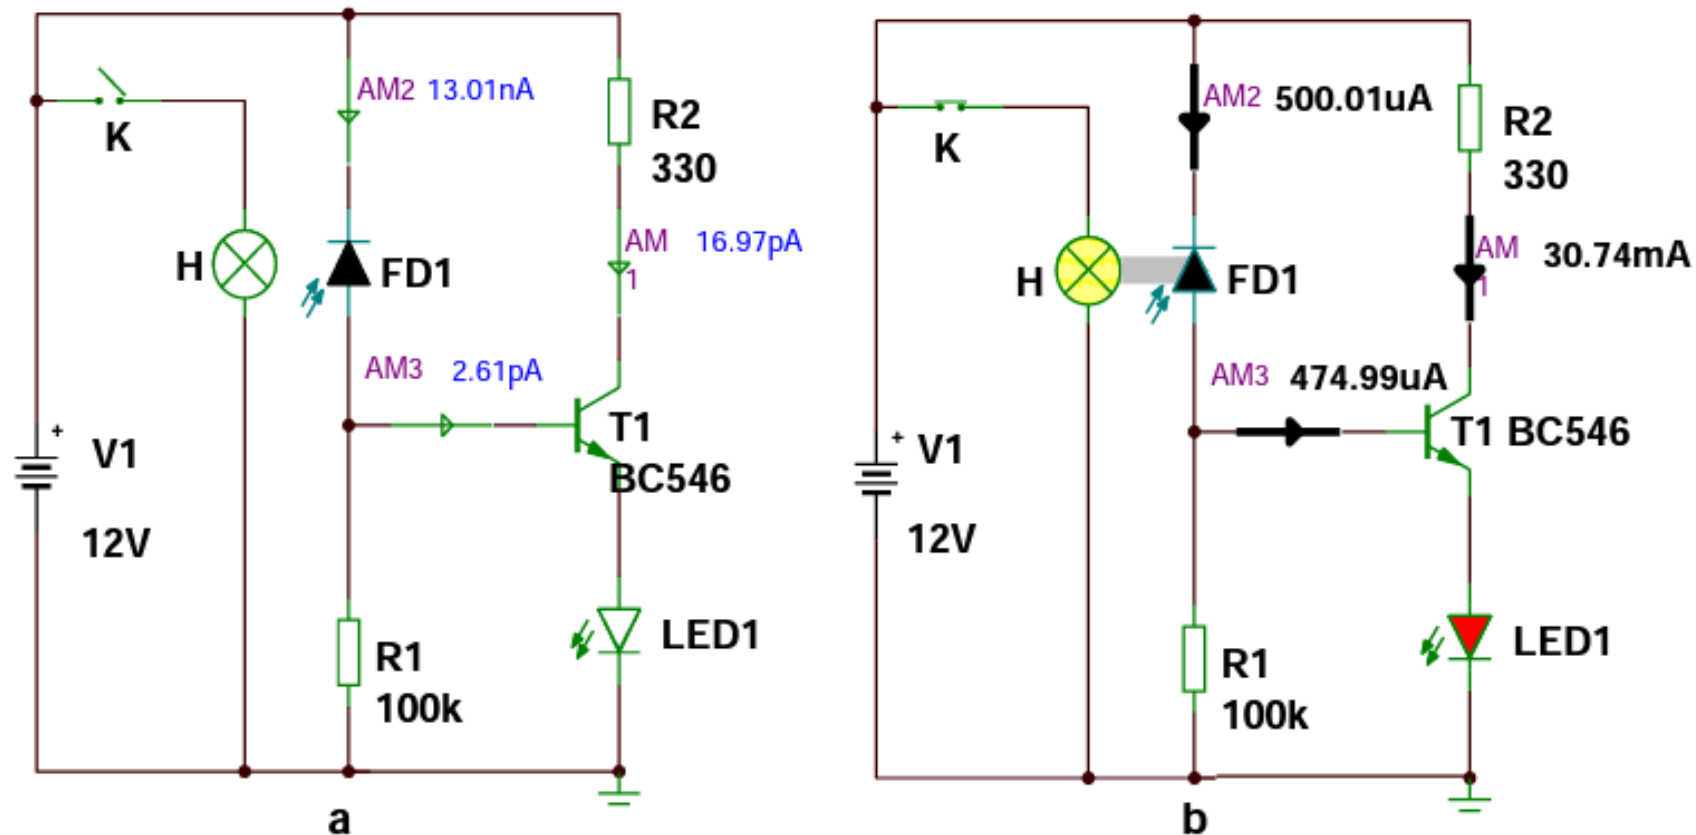 AM2 13.01nA
K
R2
330
H
FD1
AM 16.97pA
1
AM3 2.61pA
+
V1
12V
T1
BC546
R1
100k
LED1
a
AM2 500.01uA
K
R2
330
H
FD1
AM 30.74mA
1
AM3 474.99uA
+
V1
12V
T1 BC546
R1
100k
LED1
b